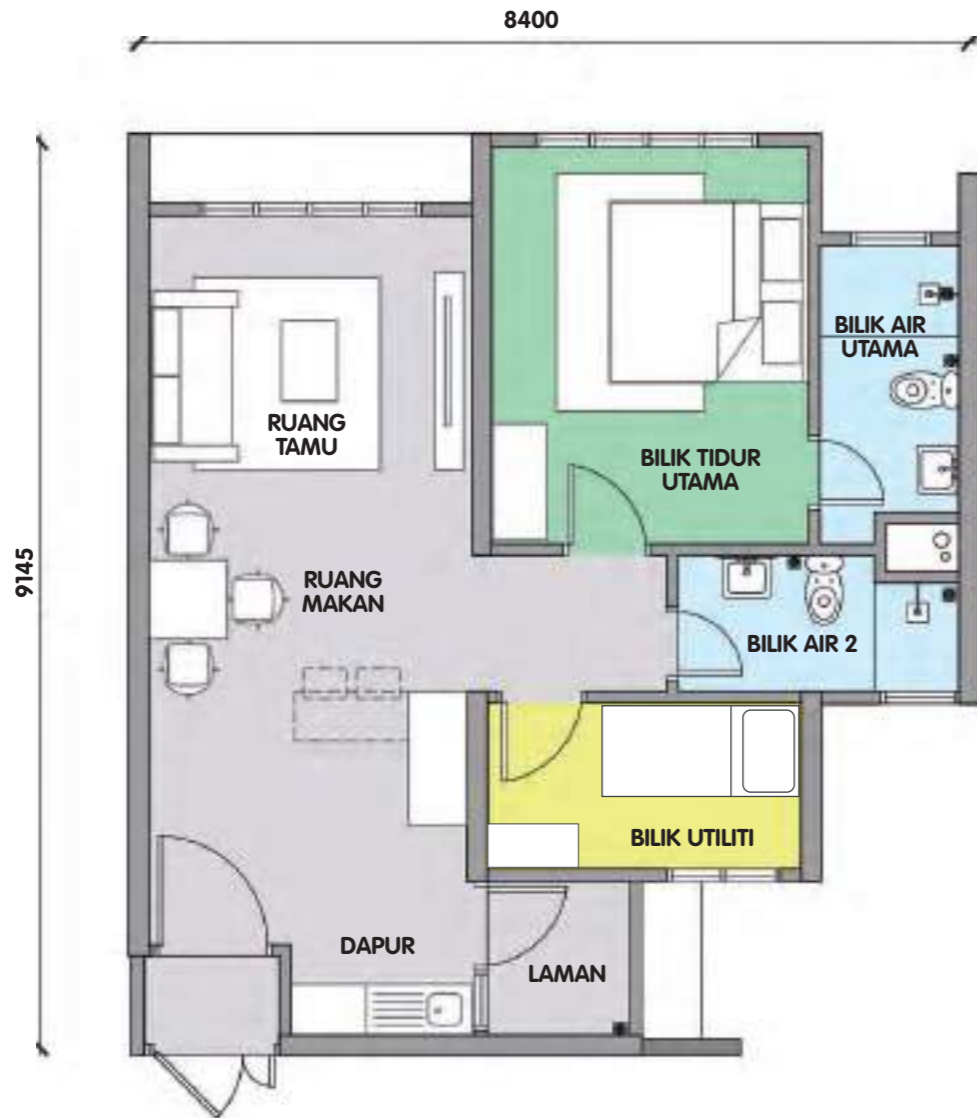 8400
9145
BILIK AIR
UTAMA
RUANG
TAMU
BILIK TIDUR
UTAMA
RUANG
MAKAN
BILIK AIR 2
BILIK UTILITI
DAPUR
LAMAN